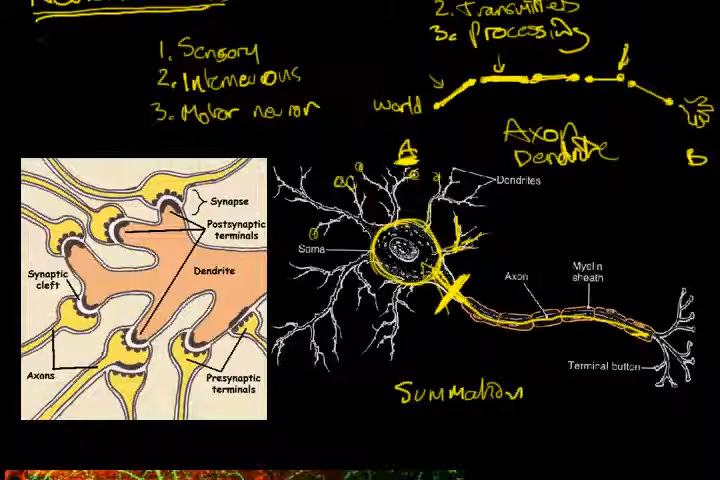 2. Transmitters
3. processing
1. Sensory
2. Interneurons
3. Motor neuron
world
Axon
Dendrite
A
B
Dendrites
Soma
Axon
Myelin
sheath
Terminal button
Synapse
Postsynaptic
terminals
Synaptic
cleft
Dendrite
Axons
Presynaptic
terminals
Summation